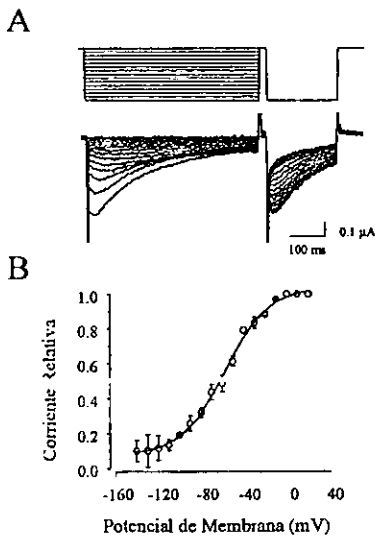 A
0.1 µA
100 ms
B
1.0
0.8
0.6
0.4
0.2
0.0
Corriente Relativa
-160 -120 -80 -40 0 40
Potencial de Membrana (mV)